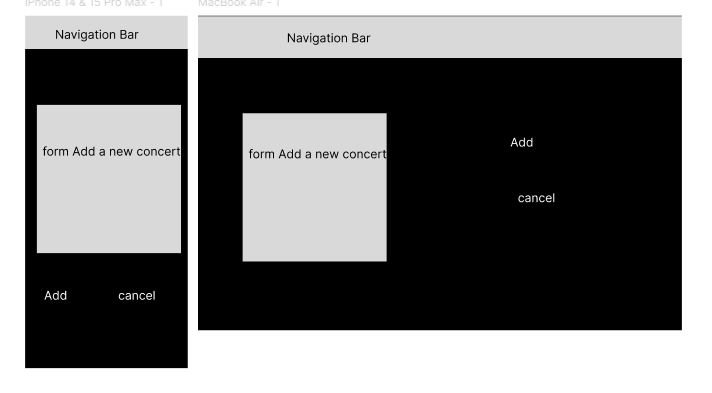 iPhone 14 & 15 Pro Max - 1
MacBook Air - 1
Navigation Bar
form Add a new concert
Add
cancel
Navigation Bar
form Add a new concert
Add
cancel